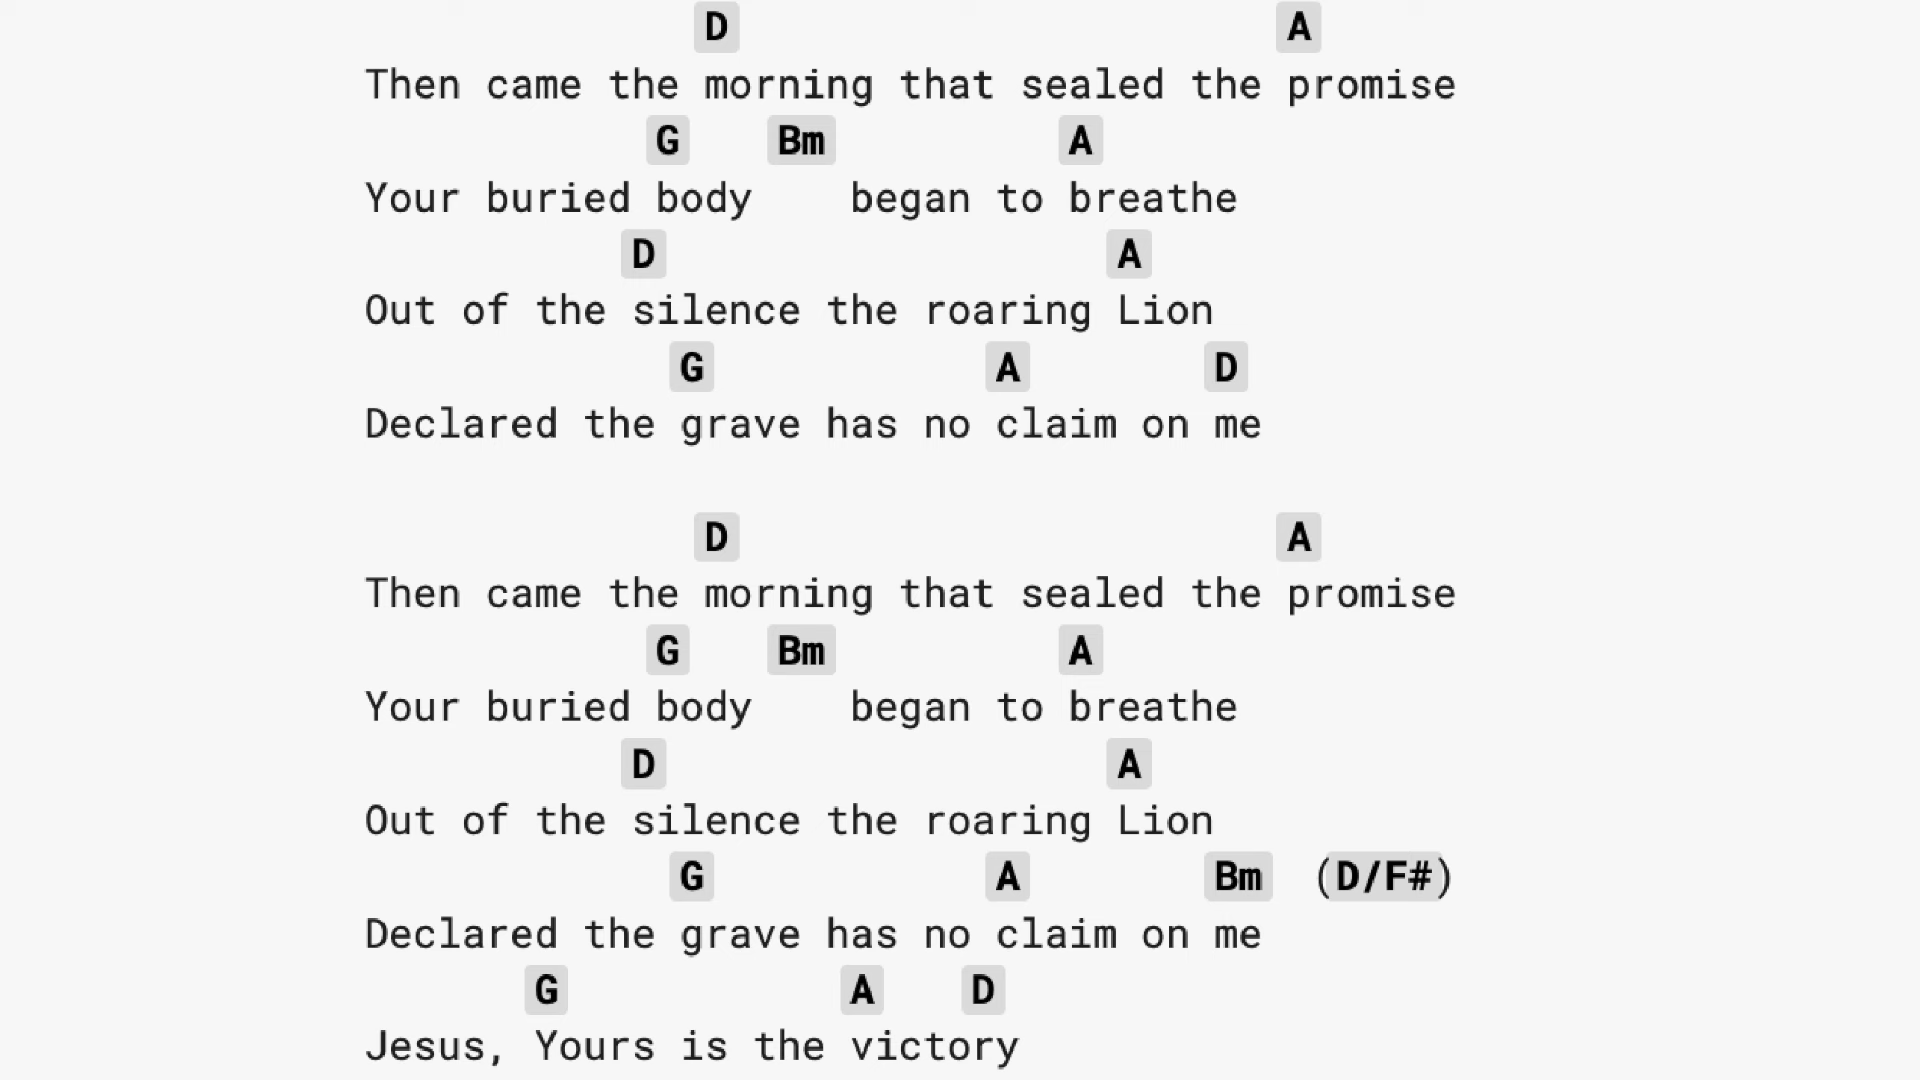 D A
Then came the morning that sealed the promise
G Bm A
Your buried body began to breathe
D A
Out of the silence the roaring Lion
G A D
Declared the grave has no claim on me
D A
Then came the morning that sealed the promise
G Bm A
Your buried body began to breathe
D A
Out of the silence the roaring Lion
G A Bm (D/F#)
Declared the grave has no claim on me
G A D
Jesus, Yours is the victory